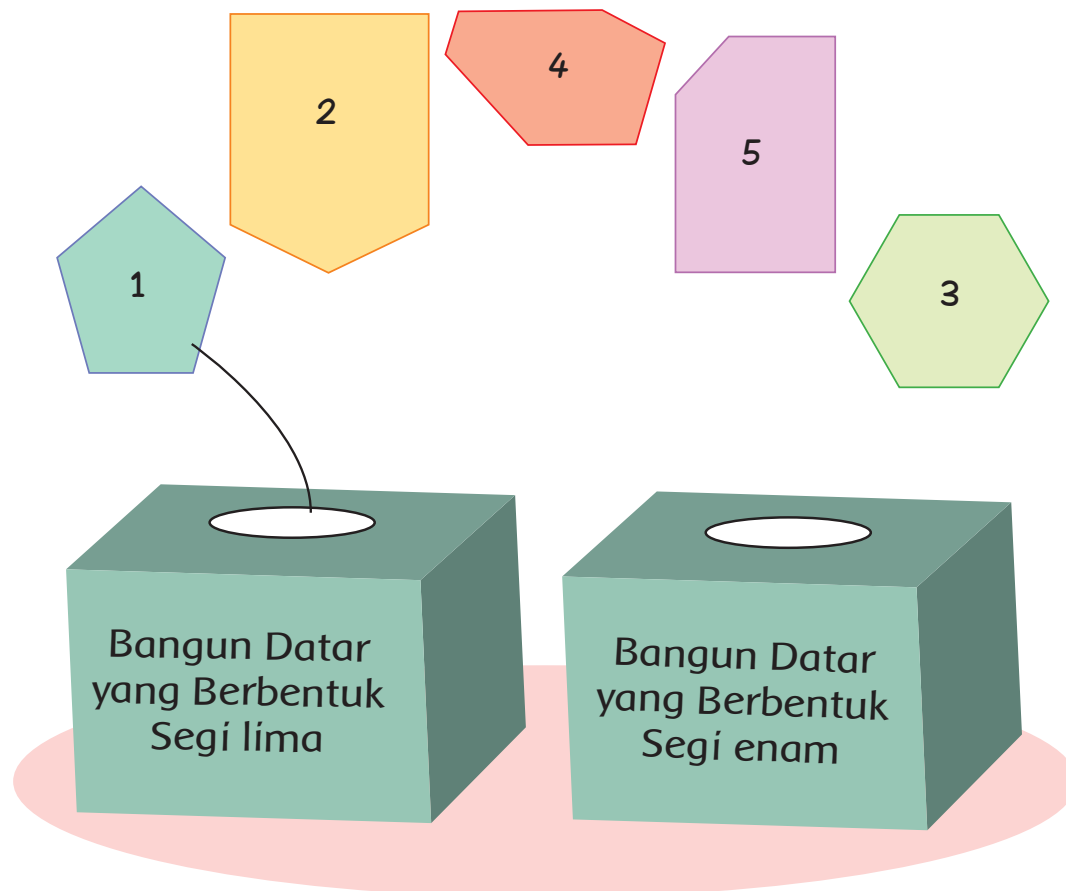 4
2
5
1
3
Bangun Datar
yang Berbentuk
Segi lima
Bangun Datar
yang Berbentuk
Segi enam